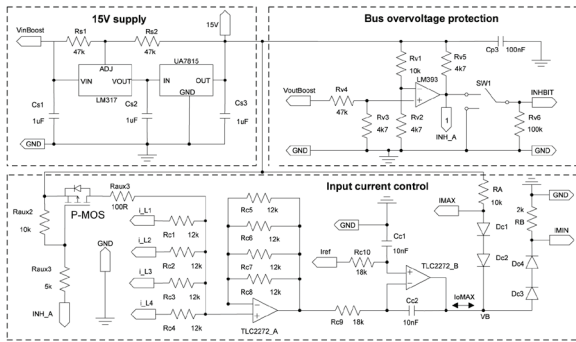 15V supply
15V
Bus overvoltage protection
VinBoost
Rs1
47k
Rs2
47k
ADJ
VIN
VOUT
LM317
UA7815
IN
OUT
GND
Cs1
1uF
Cs2
1uF
Cs3
1uF
GND
Cp3
100nF
Rv1
10k
Rv5
4k7
LM393
VoutBoost
Rv4
47k
Rv3
4k7
Rv2
4k7
1
INH_A
SW1
INHBIT
Rv6
100k
GND
GND
Input current control
P-MOS
Raux3
100R
Raux2
10k
Raux3
5k
INH_A
GND
i_L1
Rc1
12k
i_L2
Rc2
12k
i_L3
Rc3
12k
i_L4
Rc4
12k
Rc5
12k
Rc6
12k
Rc7
12k
Rc8
12k
TLC2272_A
GND
Cc1
10nF
Iref
Rc10
18k
TLC2272_B
Rc9
18k
Cc2
10nF
IoMAX
VB
IMAX
RA
10k
Dc1
Dc2
GND
2k
RB
IMIN
Dc4
Dc3